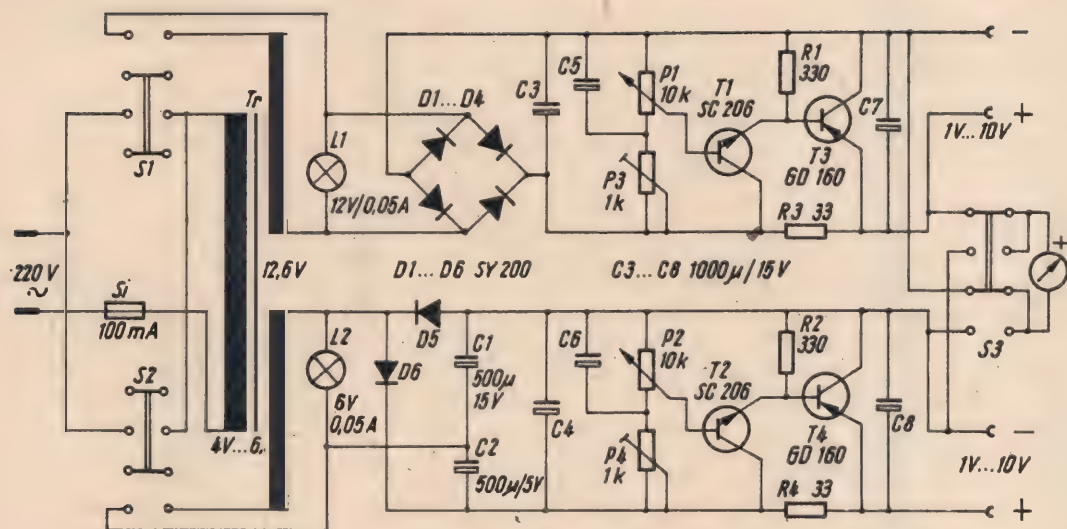 S1
220 V
~
Si
100 mA
S2
Tr
4V...6,
12,6V
L1
12V/0,05A
D1...D4
C3
C5
P1
10k
P3
1k
T1
SC 206
R1
330
T3
GD 160
R3 33
C7
−
+
1V...10V
+
D1...D6 SY 200
C3...C8 1000µ/15V
L2
6V
0,05A
D6
D5
C1
500µ
15V
C2
500µ/5V
C4
C6
P2
10k
P4
1k
T2
SC 206
R2
330
T4
GD 160
R4 33
C8
S3
−
1V...10V
+